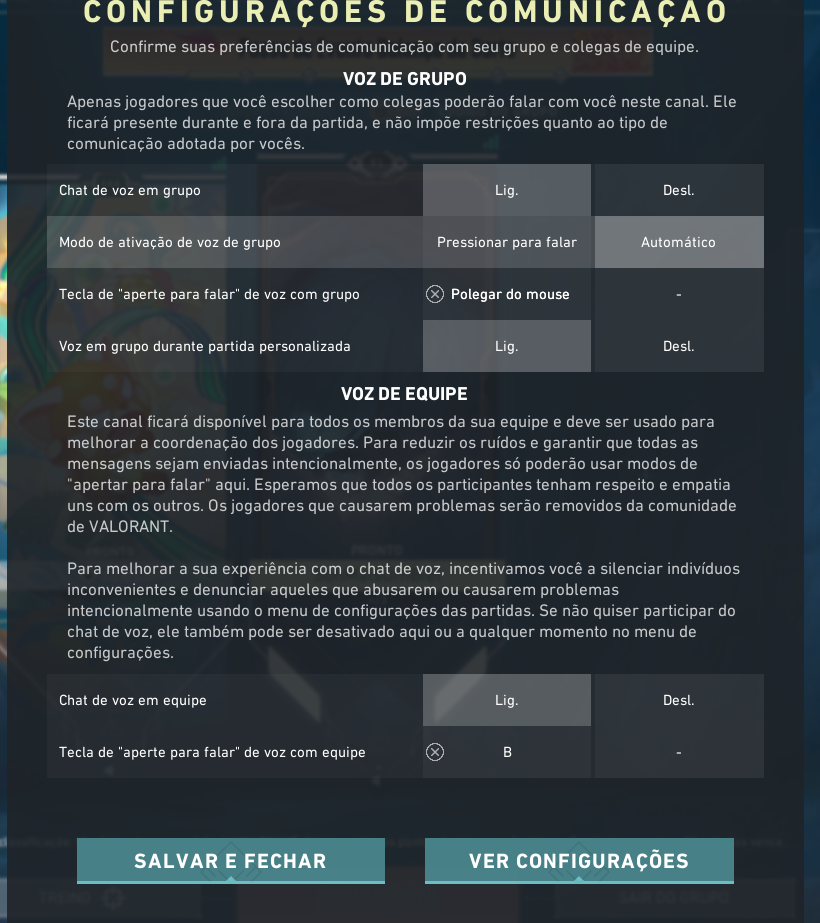 CONFIGURAÇÕES DE COMUNICAÇÃO
Confirme suas preferências de comunicação com seu grupo e colegas de equipe.
VOZ DE GRUPO
Apenas jogadores que você escolher como colegas poderão falar com você neste canal. Ele
ficará presente durante e fora da partida, e não impõe restrições quanto ao tipo de
comunicação adotada por vocês.
Chat de voz em grupo Lig. Desl.
Modo de ativação de voz de grupo Pressionar para falar Automático
Tecla de "aperte para falar" de voz com grupo Polegar do mouse -
Voz em grupo durante partida personalizada Lig. Desl.
VOZ DE EQUIPE
Este canal ficará disponível para todos os membros da sua equipe e deve ser usado para
melhorar a coordenação dos jogadores. Para reduzir os ruídos e garantir que todas as
mensagens sejam enviadas intencionalmente, os jogadores só poderão usar modos de
"apertar para falar" aqui. Esperamos que todos os participantes tenham respeito e empatia
uns com os outros. Os jogadores que causarem problemas serão removidos da comunidade
de VALORANT.
Para melhorar a sua experiência com o chat de voz, incentivamos você a silenciar indivíduos
inconvenientes e denunciar aqueles que abusarem ou causarem problemas
intencionalmente usando o menu de configurações das partidas. Se não quiser participar do
chat de voz, ele também pode ser desativado aqui ou a qualquer momento no menu de
configurações.
Chat de voz em equipe Lig. Desl.
Tecla de "aperte para falar" de voz com equipe B -
SALVAR E FECHAR VER CONFIGURAÇÕES
TREINO SAIR DO GRUPO